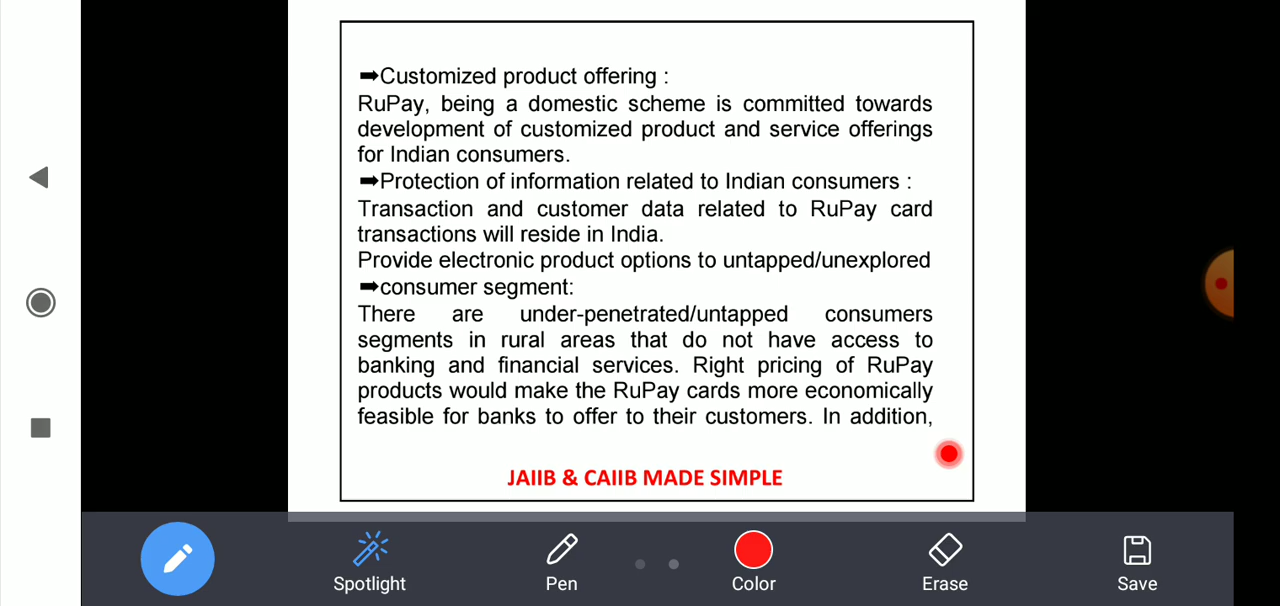 ➡Customized product offering :
RuPay, being a domestic scheme is committed towards
development of customized product and service offerings
for Indian consumers.
➡Protection of information related to Indian consumers :
Transaction and customer data related to RuPay card
transactions will reside in India.
Provide electronic product options to untapped/unexplored
➡consumer segment:
There are under-penetrated/untapped consumers
segments in rural areas that do not have access to
banking and financial services. Right pricing of RuPay
products would make the RuPay cards more economically
feasible for banks to offer to their customers. In addition,
JAIIB & CAIIB MADE SIMPLE
Spotlight Pen Color Erase Save